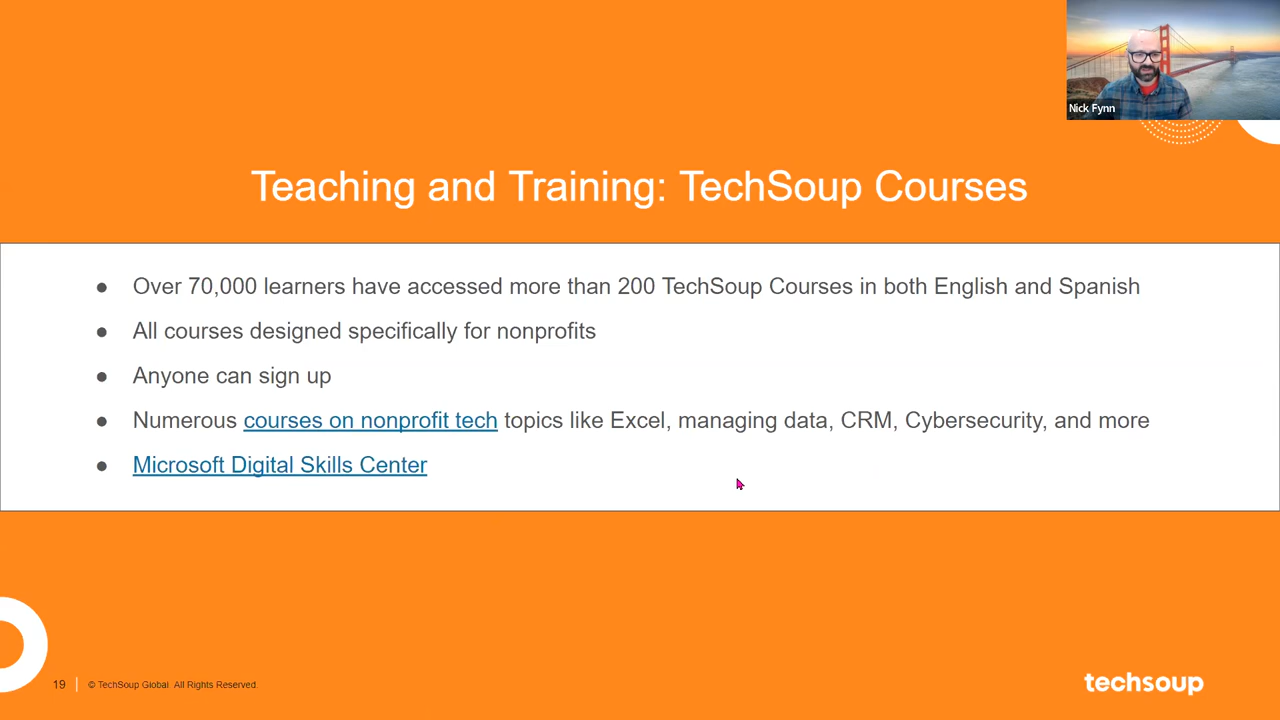 Nick Fynn
Teaching and Training: TechSoup Courses
● Over 70,000 learners have accessed more than 200 TechSoup Courses in both English and Spanish
● All courses designed specifically for nonprofits
● Anyone can sign up
● Numerous courses on nonprofit tech topics like Excel, managing data, CRM, Cybersecurity, and more
● Microsoft Digital Skills Center
19 | © TechSoup Global. All Rights Reserved.
techsoup